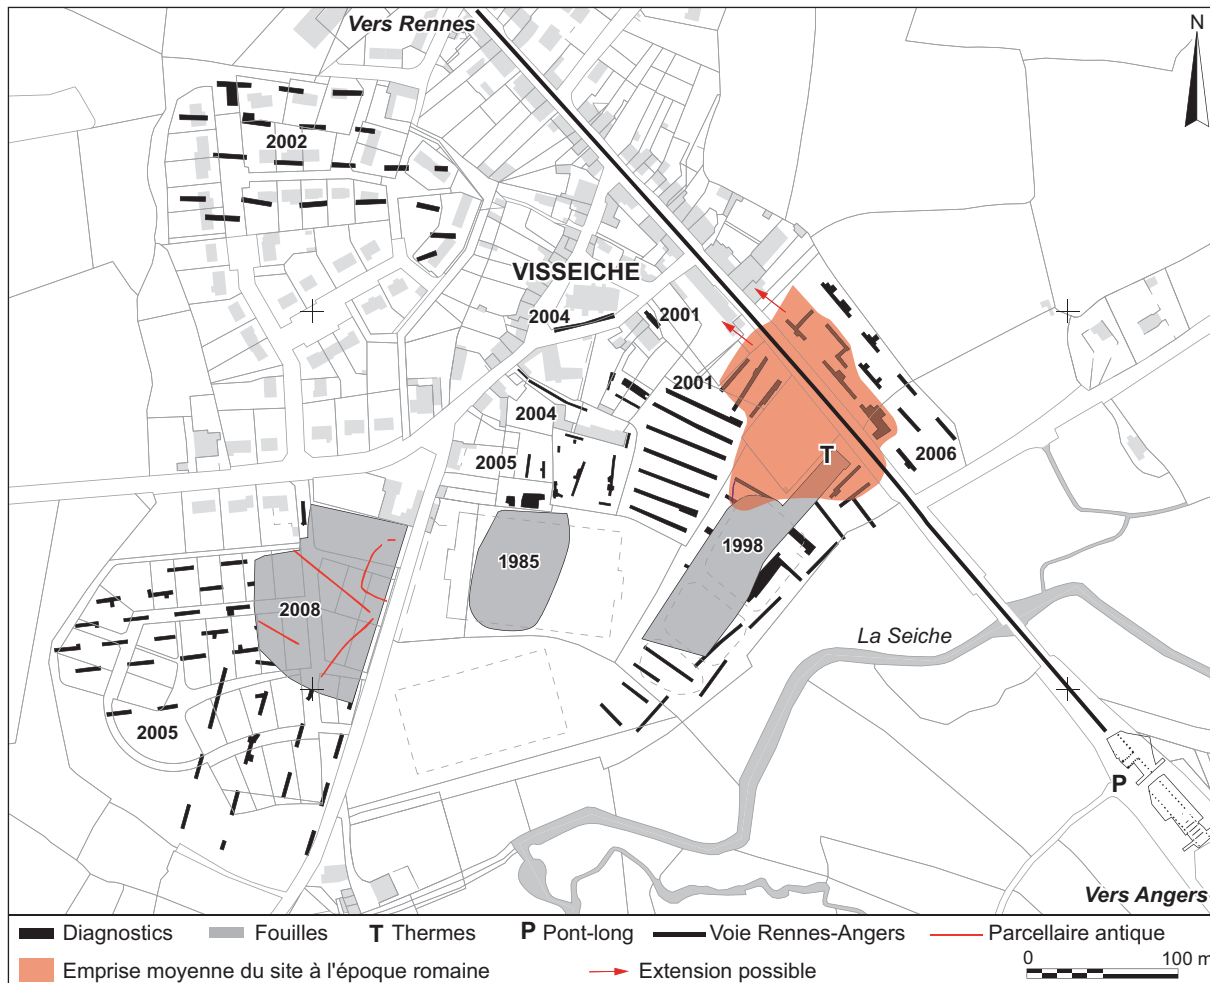 Vers Rennes
N
2002
VISSEICHE
2004
2001
2001
2004
T
2006
2005
1998
1985
2008
La Seiche
2005
P
Vers Angers
Diagnostics
Fouilles
T Thermes
P Pont-long
Voie Rennes-Angers
Parcellaire antique
Emprise moyenne du site à l'époque romaine
Extension possible
0 100 m